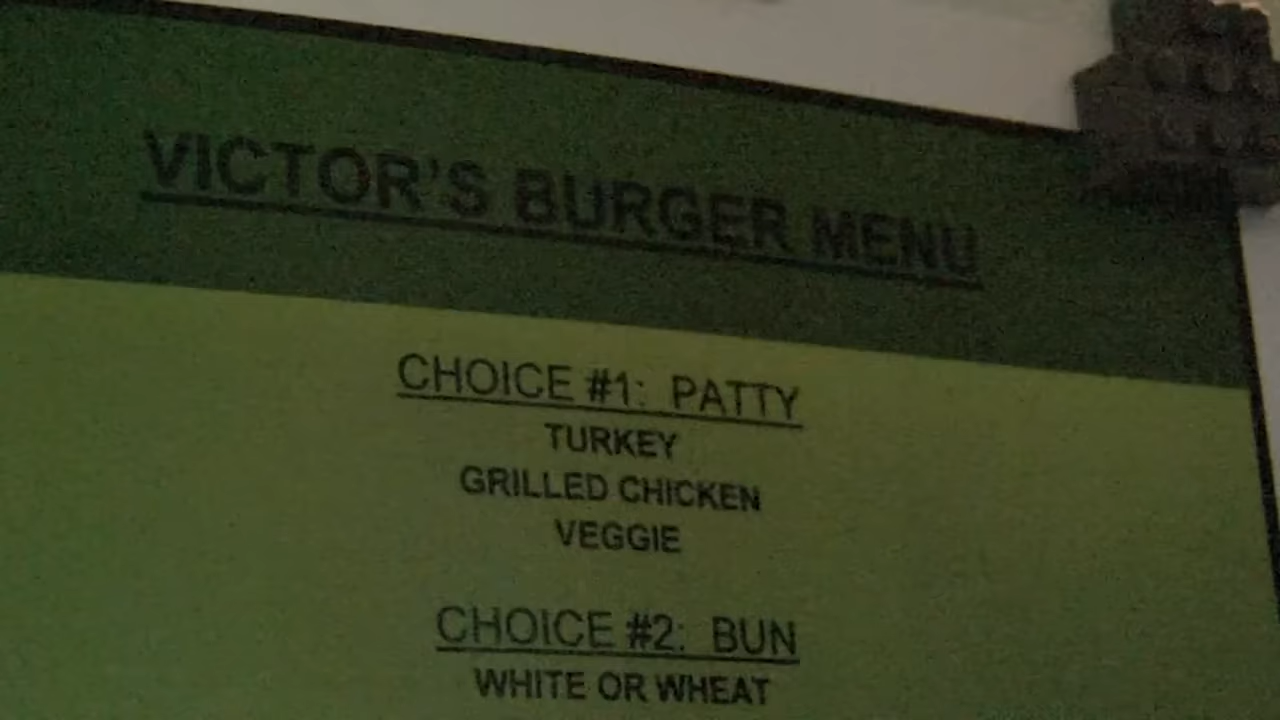 VICTOR'S BURGER MENU
CHOICE #1: PATTY
TURKEY
GRILLED CHICKEN
VEGGIE
CHOICE #2: BUN
WHITE OR WHEAT